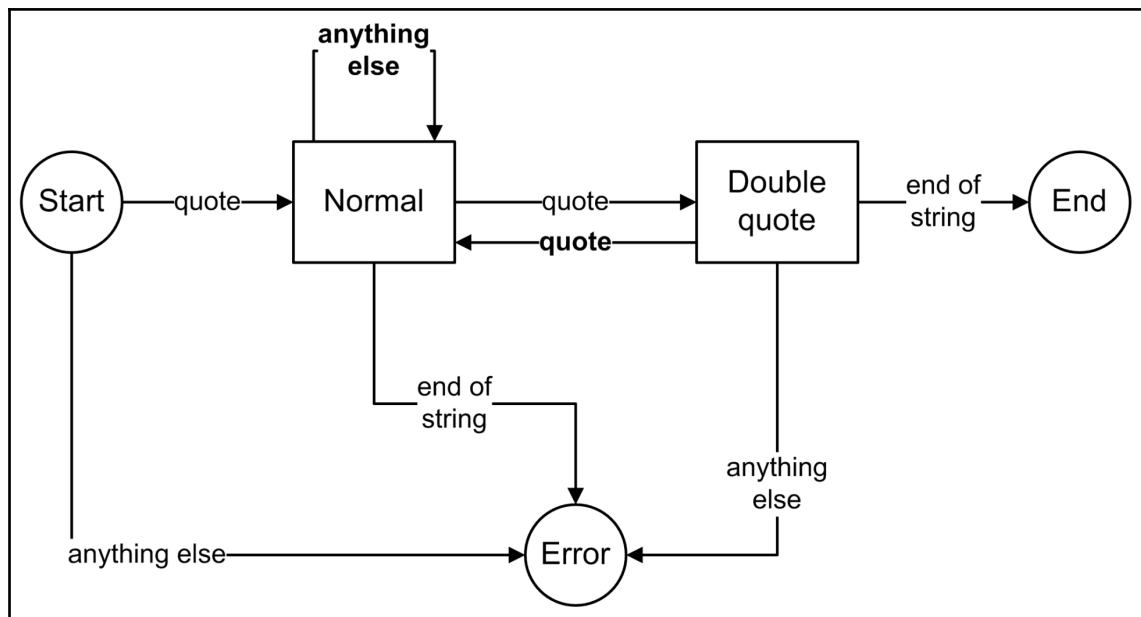 anything
else
Start
quote
Normal
quote
quote
Double
quote
end of
string
End
end of
string
anything
else
anything else
Error